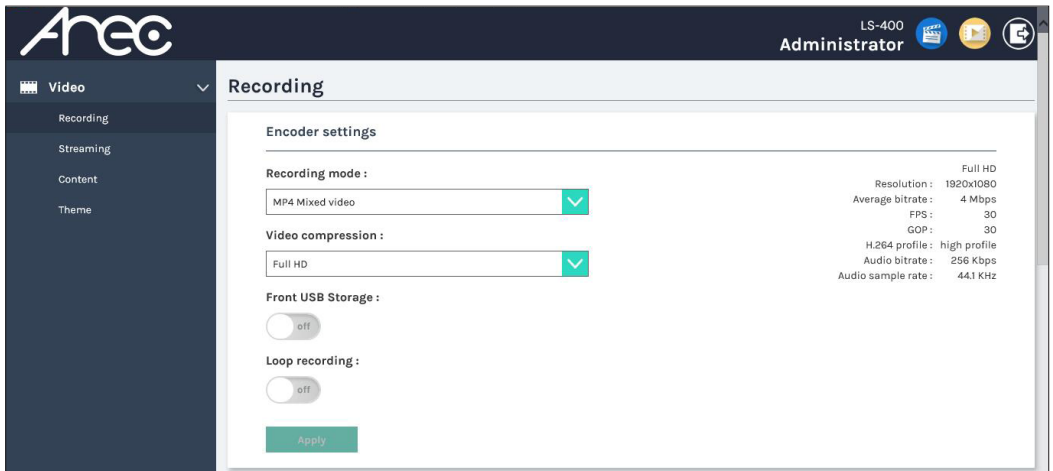 Arec
LS-400
Administrator
Video
Recording
Streaming
Content
Theme
Recording
Encoder settings
Recording mode :
MP4 Mixed video
Video compression :
Full HD
Front USB Storage :
off
Loop recording :
off
Apply
Full HD
Resolution : 1920x1080
Average bitrate : 4 Mbps
FPS : 30
GOP : 30
H.264 profile : high profile
Audio bitrate : 256 Kbps
Audio sample rate : 44.1 KHz